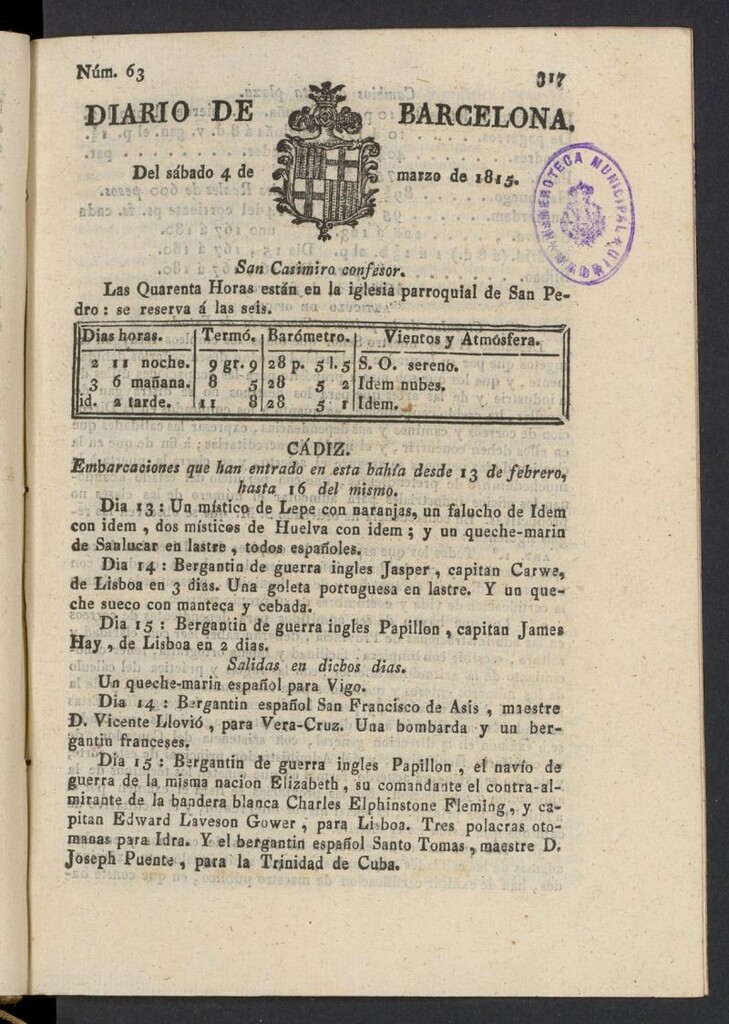 Núm. 63
317
DIARIO DE BARCELONA.
Del sábado 4 de marzo de 1815.
HEMEROTECA MUNICIPAL
San Casimiro confesor.
Las Quarenta Horas están en la iglesia parroquial de San Pe-
dro : se reserva á las seis.
Dias horas. Termó. Barómetro. Vientos y Atmósfera.
2 11 noche. 9 gr. 9 28 p. 5 l. 5 S. O. sereno.
3 6 mañana. 8 5 28 5 2 Idem nubes.
id. 2 tarde. 11 8 28 5 1 Idem.
CÁDIZ.
Embarcaciones que han entrado en esta bahía desde 13 de febrero,
hasta 16 del mismo.
Dia 13 : Un místico de Lepe con naranjas, un falucho de Idem
con idem , dos místicos de Huelva con idem ; y un queche-marin
de Sanlucar en lastre , todos españoles.
Dia 14 : Bergantin de guerra ingles Jasper , capitan Carwe,
de Lisboa en 3 dias. Una goleta portuguesa en lastre. Y un que-
che sueco con manteca y cebada.
Dia 15 : Bergantin de guerra ingles Papillon , capitan James
Hay , de Lisboa en 2 dias.
Salidas en dichos dias.
Un queche-marin español para Vigo.
Dia 14 : Bergantin español San Francisco de Asis , maestre
D. Vicente Llovió , para Vera-Cruz. Una bombarda y un ber-
gantin franceses.
Dia 15 : Bergantin de guerra ingles Papillon , el navío de
guerra de la misma nacion Elizabeth , su comandante el contra-al-
mirante de la bandera blanca Charles Elphinstone Fleming , y ca-
pitan Edward Laveson Gower , para Lisboa. Tres polacras oto-
manas para Idra. Y el bergantin español Santo Tomas , maestre D.
Joseph Puente , para la Trinidad de Cuba.